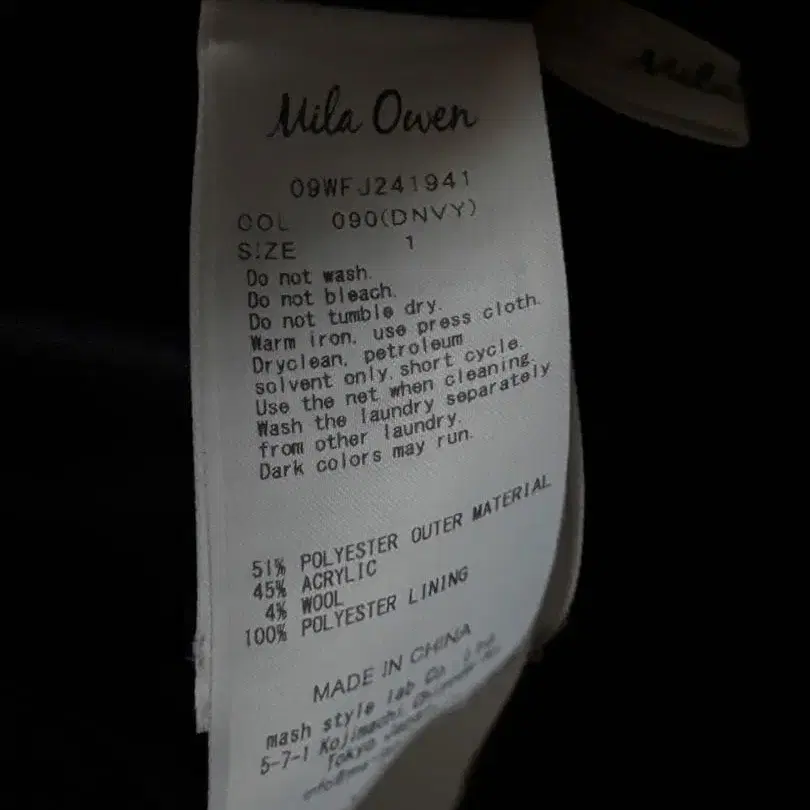 Mila Owen
09WFJ241941
COL 090(DNVY)
SIZE 1
Do not wash.
Do not bleach.
Do not tumble dry.
Warm iron, use press cloth.
Dryclean, petroleum
solvent only, short cycle.
Use the net when cleaning.
Wash the laundry separately
from other laundry.
Dark colors may run.
51% POLYESTER OUTER MATERIAL
45% ACRYLIC
4% WOOL
100% POLYESTER LINING
MADE IN CHINA
mash style lab Co., Ltd
5-7-1 Kojimachi
Tokyo
Mila